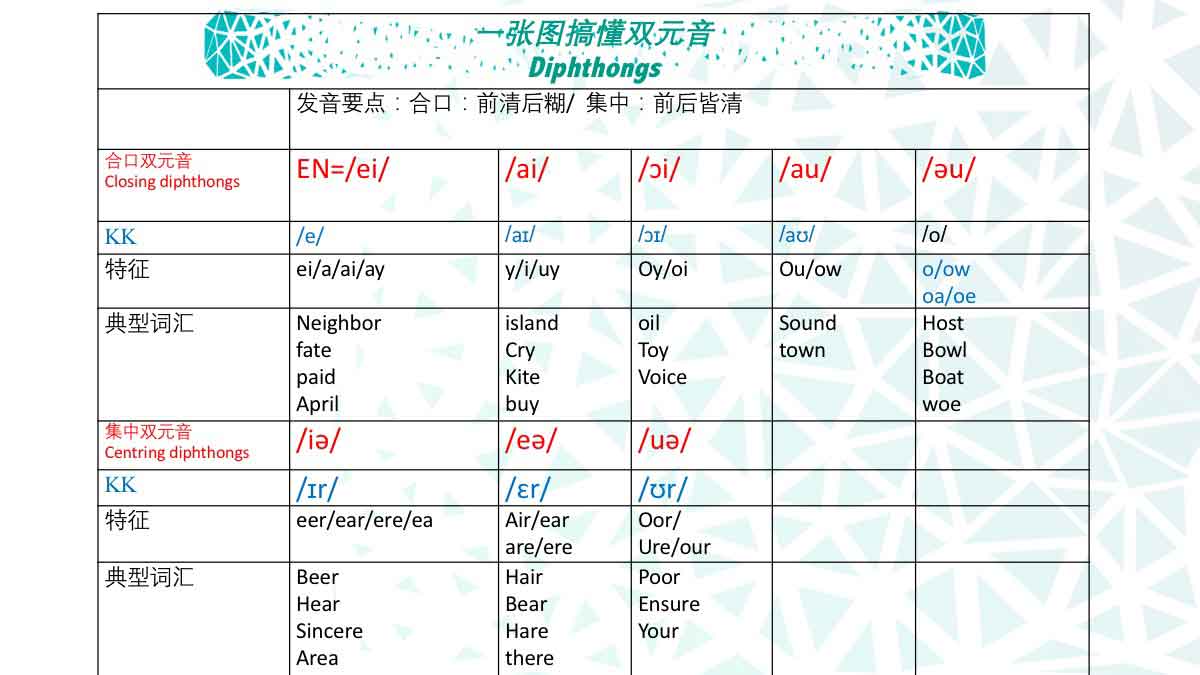 一张图搞懂双元音
Diphthongs
发音要点：合口：前清后糊/ 集中：前后皆清
合口双元音
Closing diphthongs
EN=/ei/
/ai/
/ɔi/
/au/
/əu/
KK
/e/
/aɪ/
/ɔɪ/
/aʊ/
/o/
特征
ei/a/ai/ay
y/i/uy
Oy/oi
Ou/ow
o/ow
oa/oe
典型词汇
Neighbor
fate
paid
April
island
Cry
Kite
buy
oil
Toy
Voice
Sound
town
Host
Bowl
Boat
woe
集中双元音
Centring diphthongs
/iə/
/eə/
/uə/
KK
/ɪr/
/ɛr/
/ʊr/
特征
eer/ear/ere/ea
Air/ear
are/ere
Oor/
Ure/our
典型词汇
Beer
Hear
Sincere
Area
Hair
Bear
Hare
there
Poor
Ensure
Your